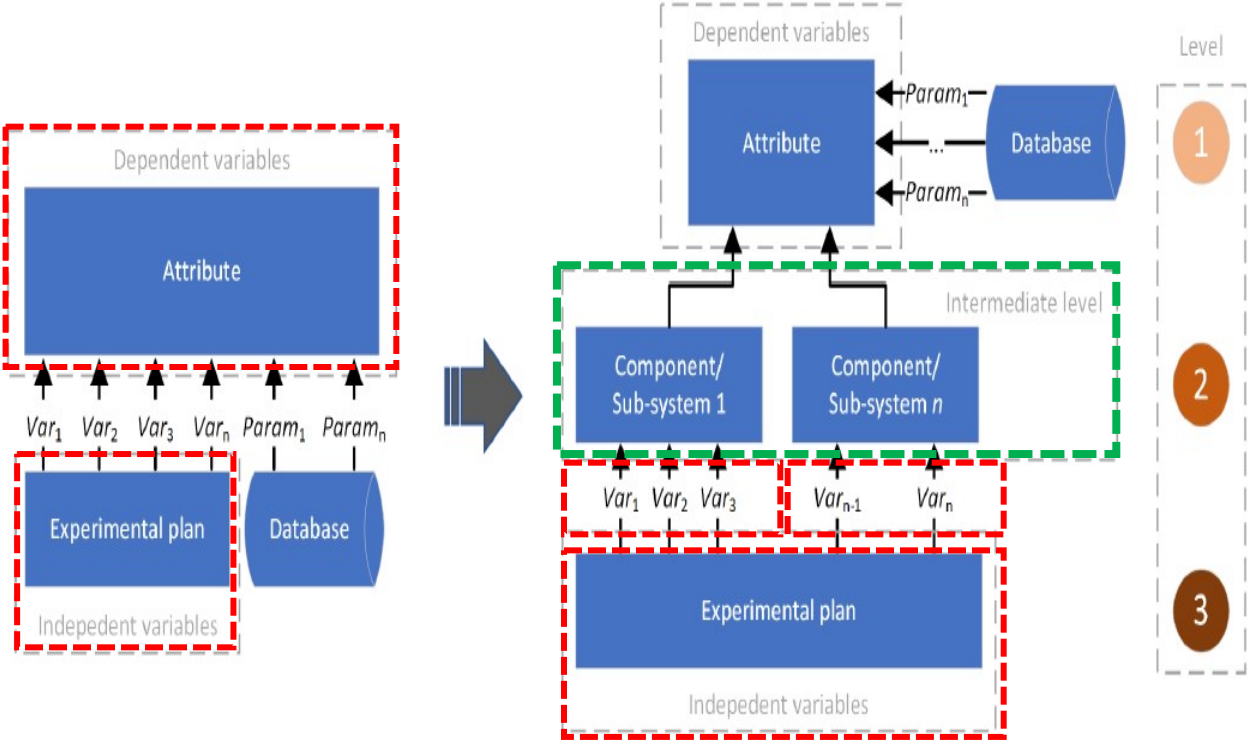 Dependent variables
Attribute
Var1 Var2 Var3 Varn Param1 Paramn
Experimental plan
Database
Indepedent variables
Dependent variables
Attribute
Param1
...
Paramn
Database
Intermediate level
Component/
Sub-system 1
Component/
Sub-system n
Var1 Var2 Var3 Varn-1 Varn
Experimental plan
Indepedent variables
Level
1
2
3